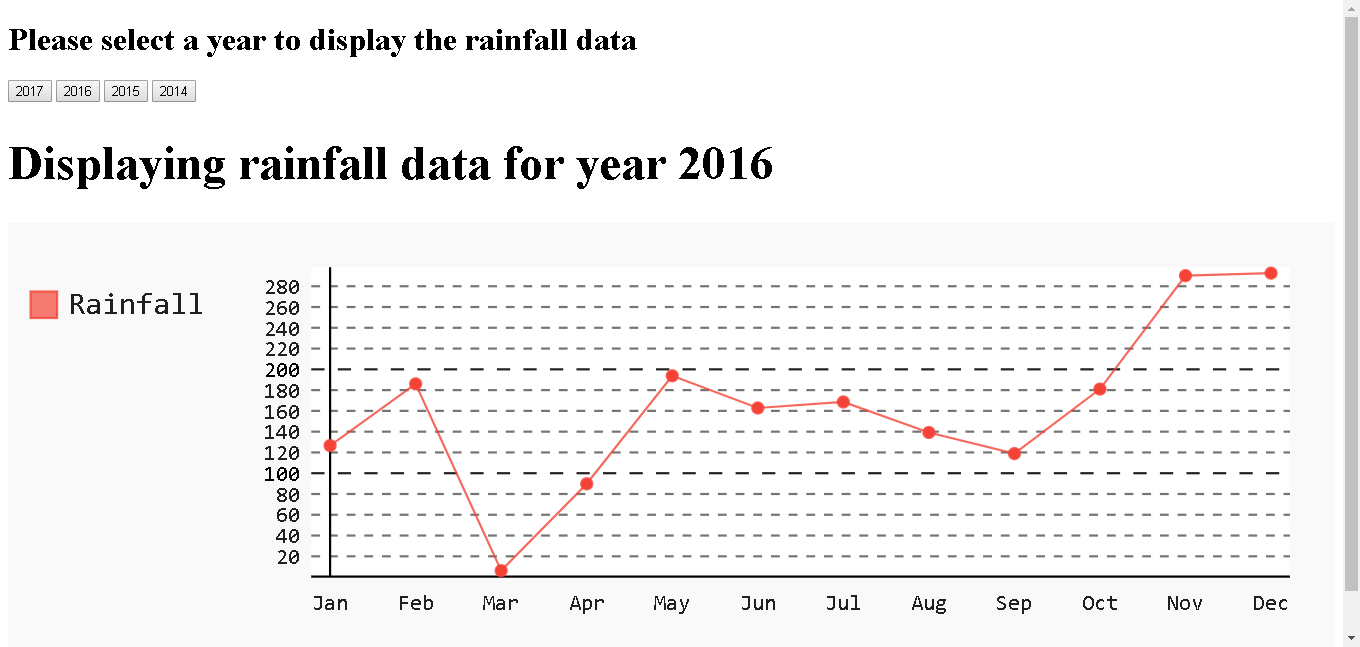 Please select a year to display the rainfall data
2017 2016 2015 2014
Displaying rainfall data for year 2016
Rainfall
280
260
240
220
200
180
160
140
120
100
80
60
40
20
Jan Feb Mar Apr May Jun Jul Aug Sep Oct Nov Dec